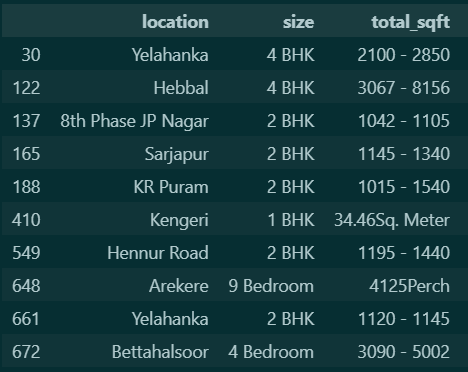 location size total_sqft
30 Yelahanka 4 BHK 2100 - 2850
122 Hebbal 4 BHK 3067 - 8156
137 8th Phase JP Nagar 2 BHK 1042 - 1105
165 Sarjapur 2 BHK 1145 - 1340
188 KR Puram 2 BHK 1015 - 1540
410 Kengeri 1 BHK 34.46Sq. Meter
549 Hennur Road 2 BHK 1195 - 1440
648 Arekere 9 Bedroom 4125Perch
661 Yelahanka 2 BHK 1120 - 1145
672 Bettahalsoor 4 Bedroom 3090 - 5002